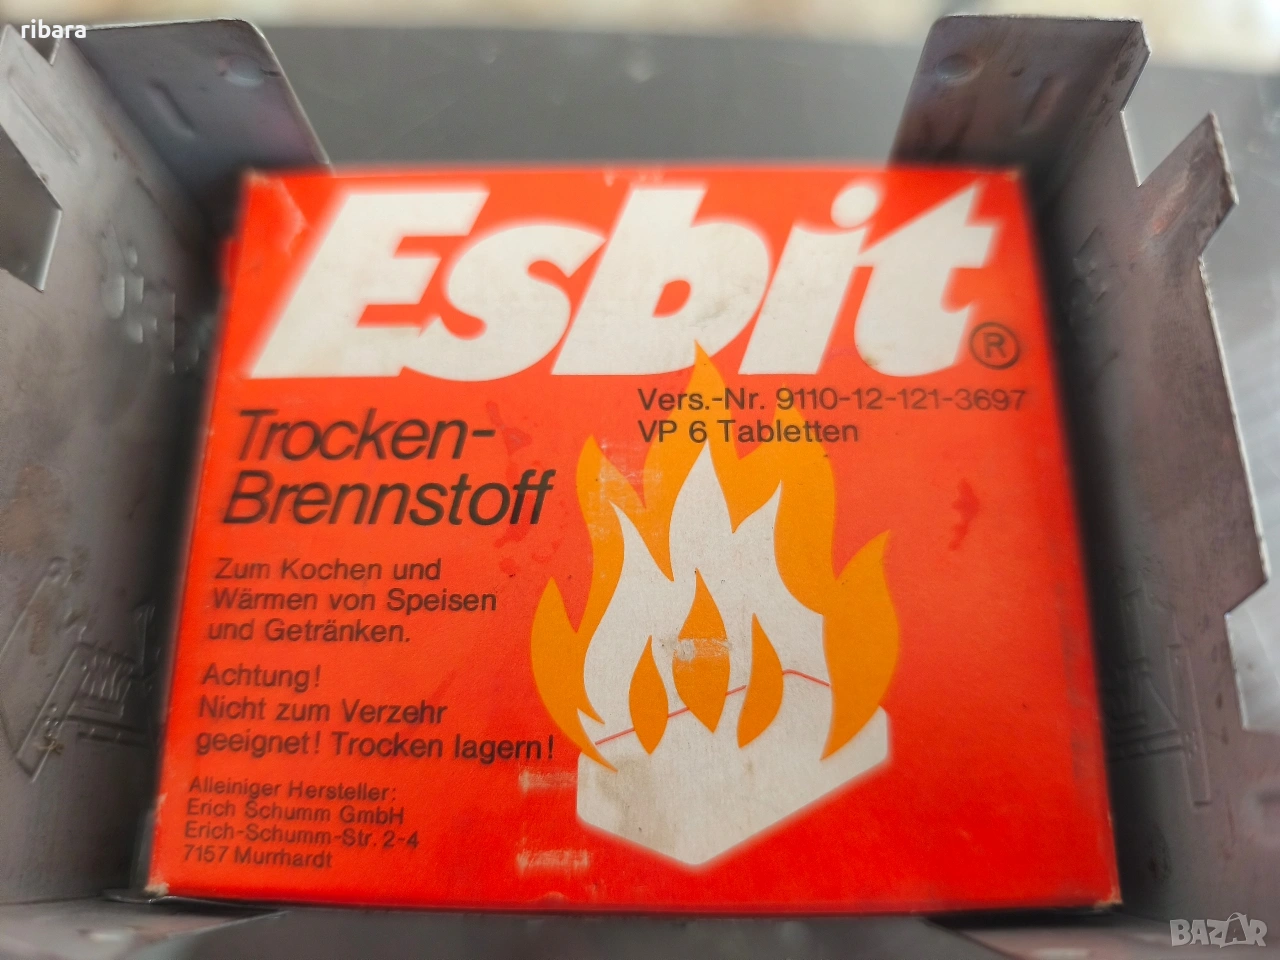 ribara
Esbit
®
Vers.-Nr. 9110-12-121-3697
VP 6 Tabletten
Trocken-
Brennstoff
Zum Kochen und
Wärmen von Speisen
und Getränken.
Achtung!
Nicht zum Verzehr
geeignet! Trocken lagern!
Alleiniger Hersteller:
Erich Schumm GmbH
Erich-Schumm-Str. 2-4
7157 Murrhardt
BAZAR